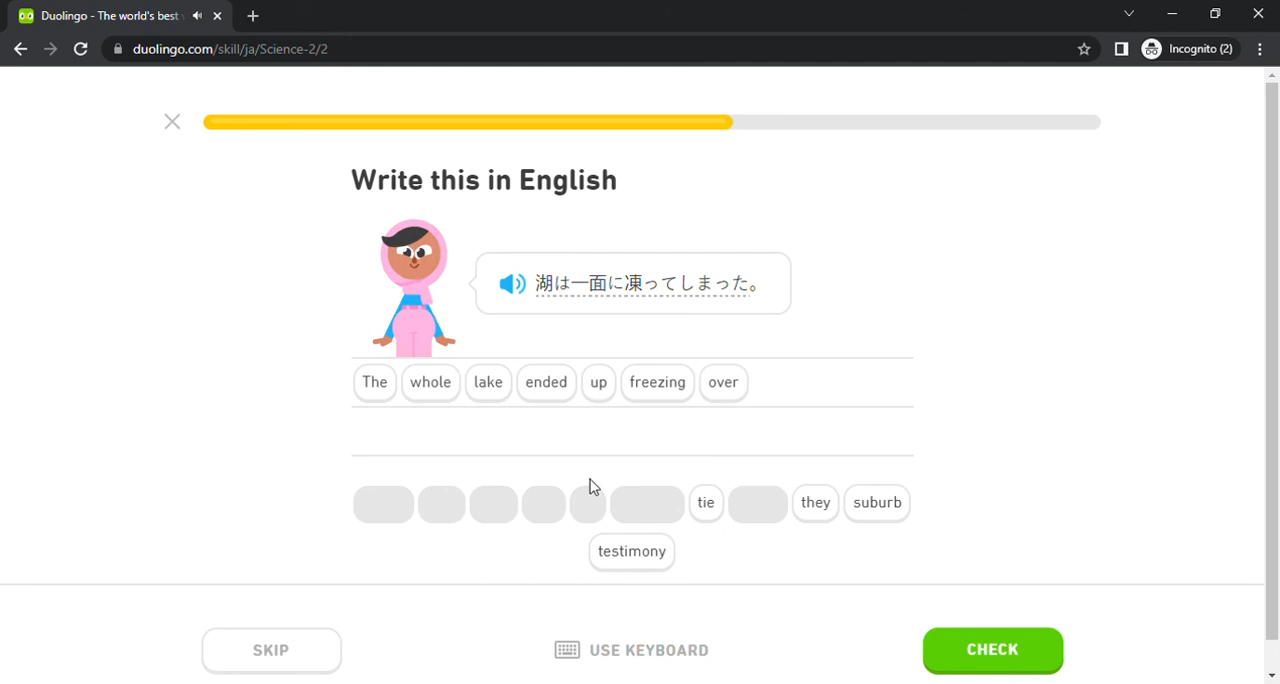 Duolingo - The world's best
duolingo.com/skill/ja/Science-2/2
Incognito (2)
Write this in English
湖は一面に凍ってしまった。
The whole lake ended up freezing over
tie they suburb
testimony
SKIP
USE KEYBOARD
CHECK